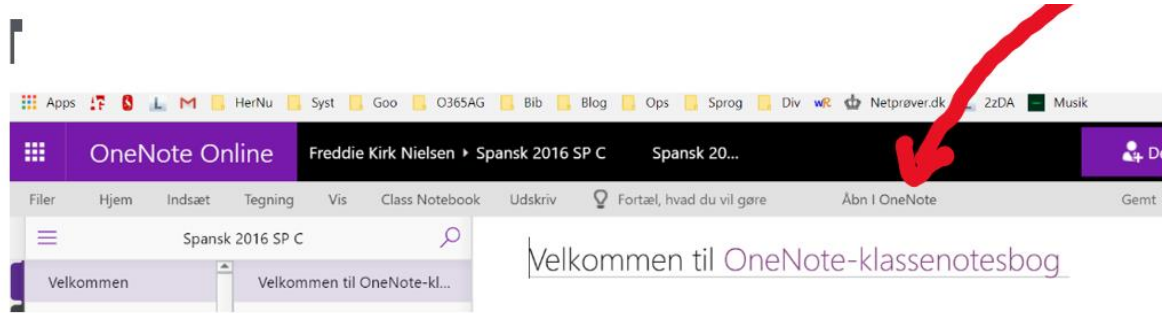 Apps HerNu Syst Goo O365AG Bib Blog Ops Sprog Div wR Netprøver.dk 2zDA Musik
OneNote Online Freddie Kirk Nielsen ▸ Spansk 2016 SP C Spansk 20...
Filer Hjem Indsæt Tegning Vis Class Notebook Udskriv Fortæl, hvad du vil gøre Åbn I OneNote Gemt
Spansk 2016 SP C
Velkommen til OneNote-klassenotesbog
Velkommen Velkommen til OneNote-kl...